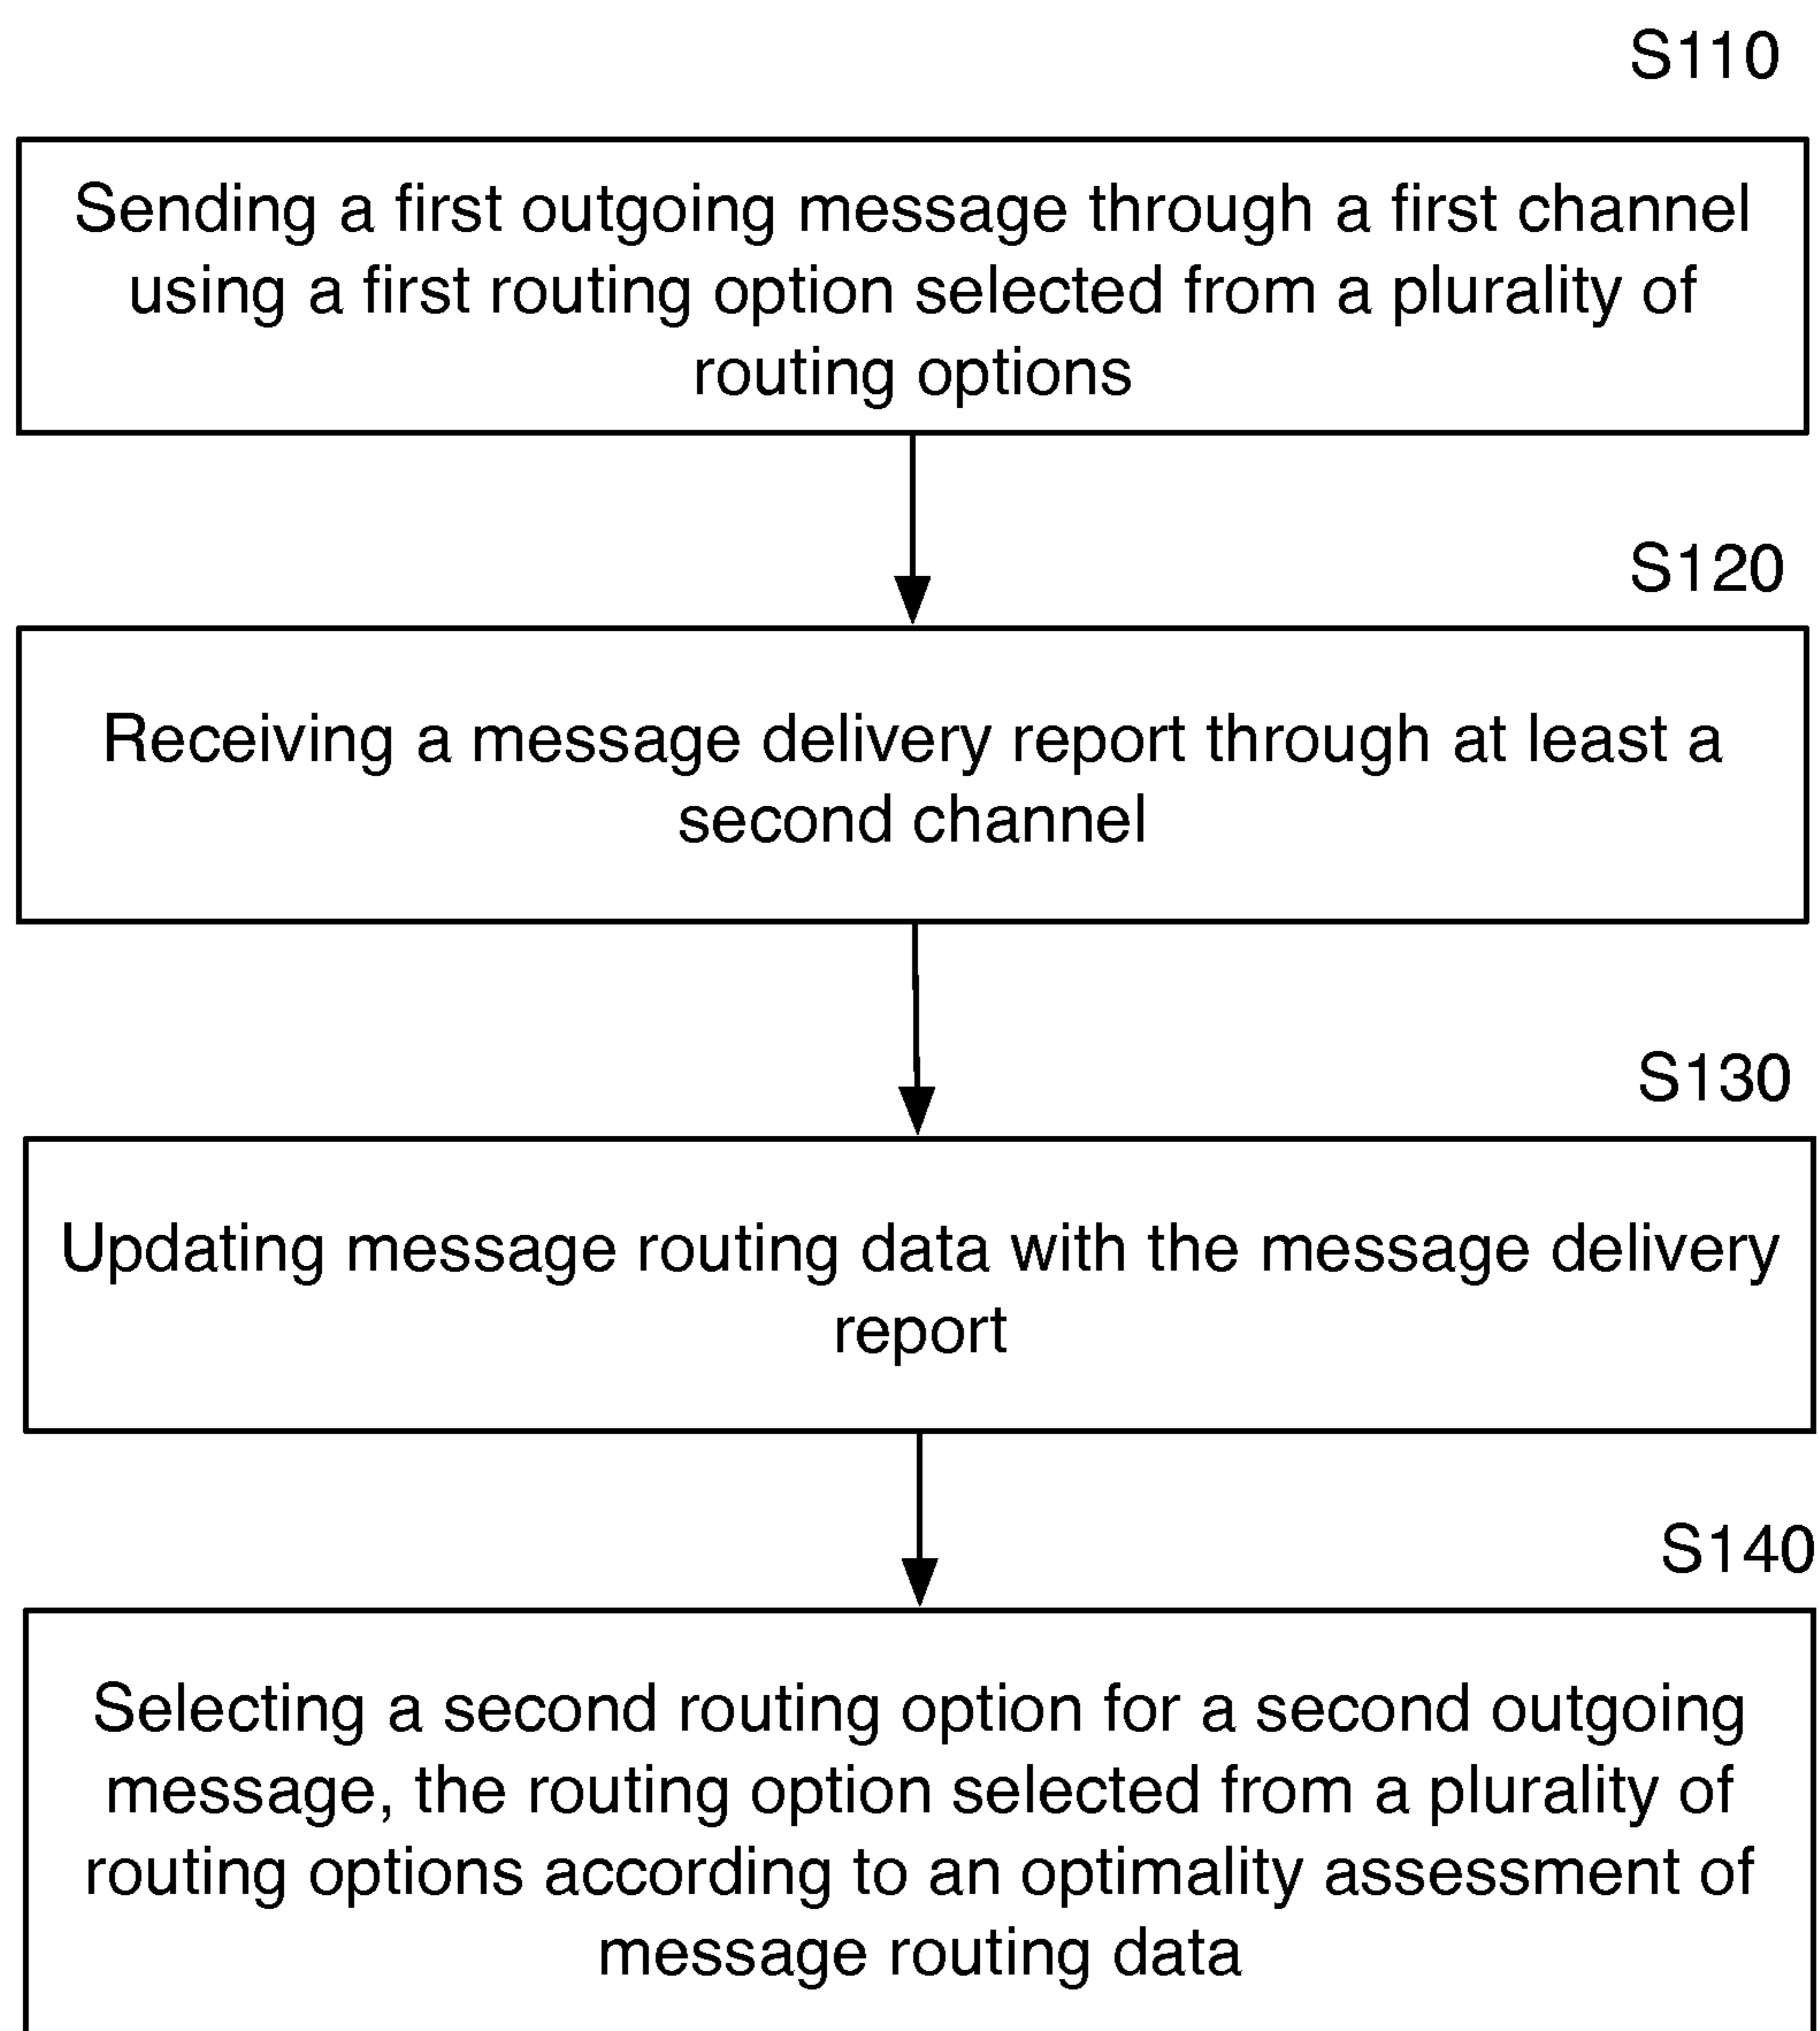 S110
Sending a first outgoing message through a first channel
using a first routing option selected from a plurality of
routing options
S120
Receiving a message delivery report through at least a
second channel
S130
Updating message routing data with the message delivery
report
S140
Selecting a second routing option for a second outgoing
message, the routing option selected from a plurality of
routing options according to an optimality assessment of
message routing data